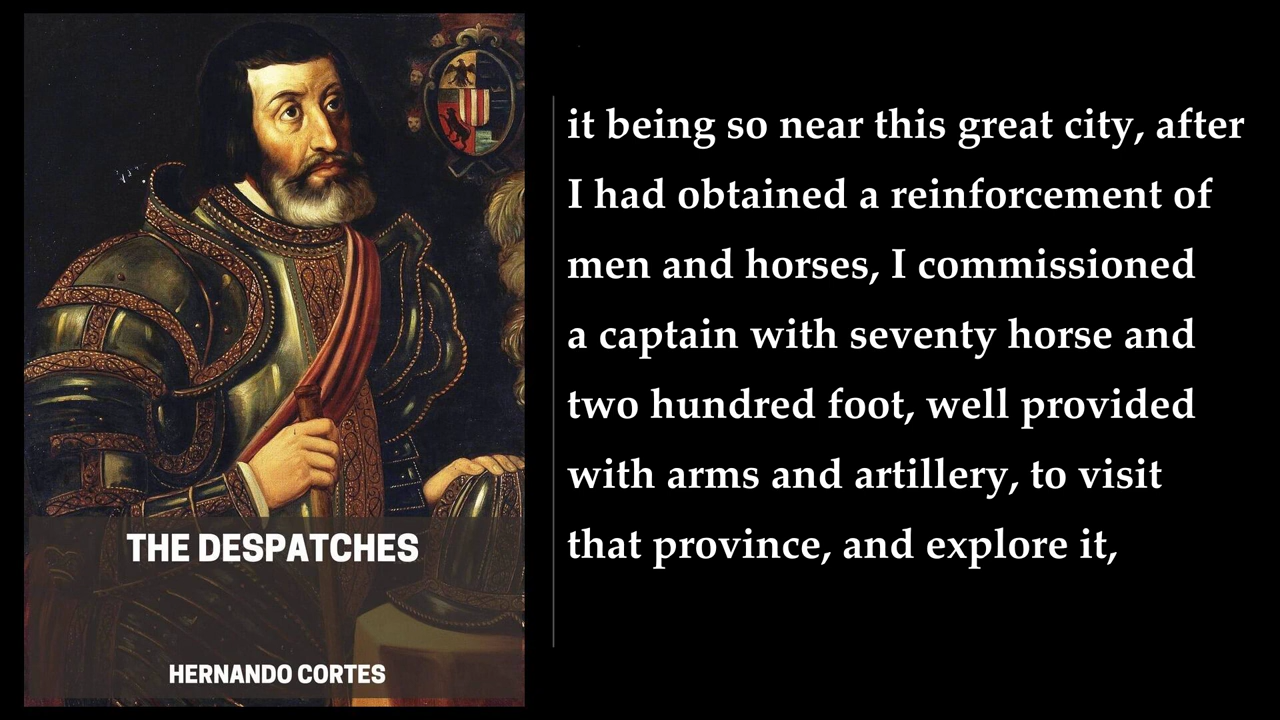 THE DESPATCHES
HERNANDO CORTES
it being so near this great city, after
I had obtained a reinforcement of
men and horses, I commissioned
a captain with seventy horse and
two hundred foot, well provided
with arms and artillery, to visit
that province, and explore it,